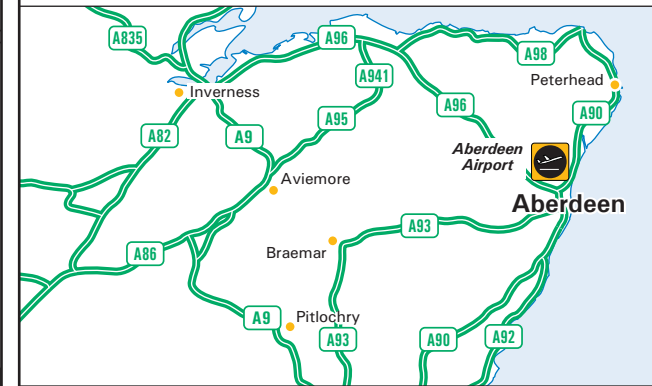 A835
A96
A98
A941
Peterhead
Inverness
A96
A90
A95
A82
A9
Aberdeen
Airport
Aviemore
Aberdeen
A93
Braemar
A86
A9
Pitlochry
A93
A90
A92